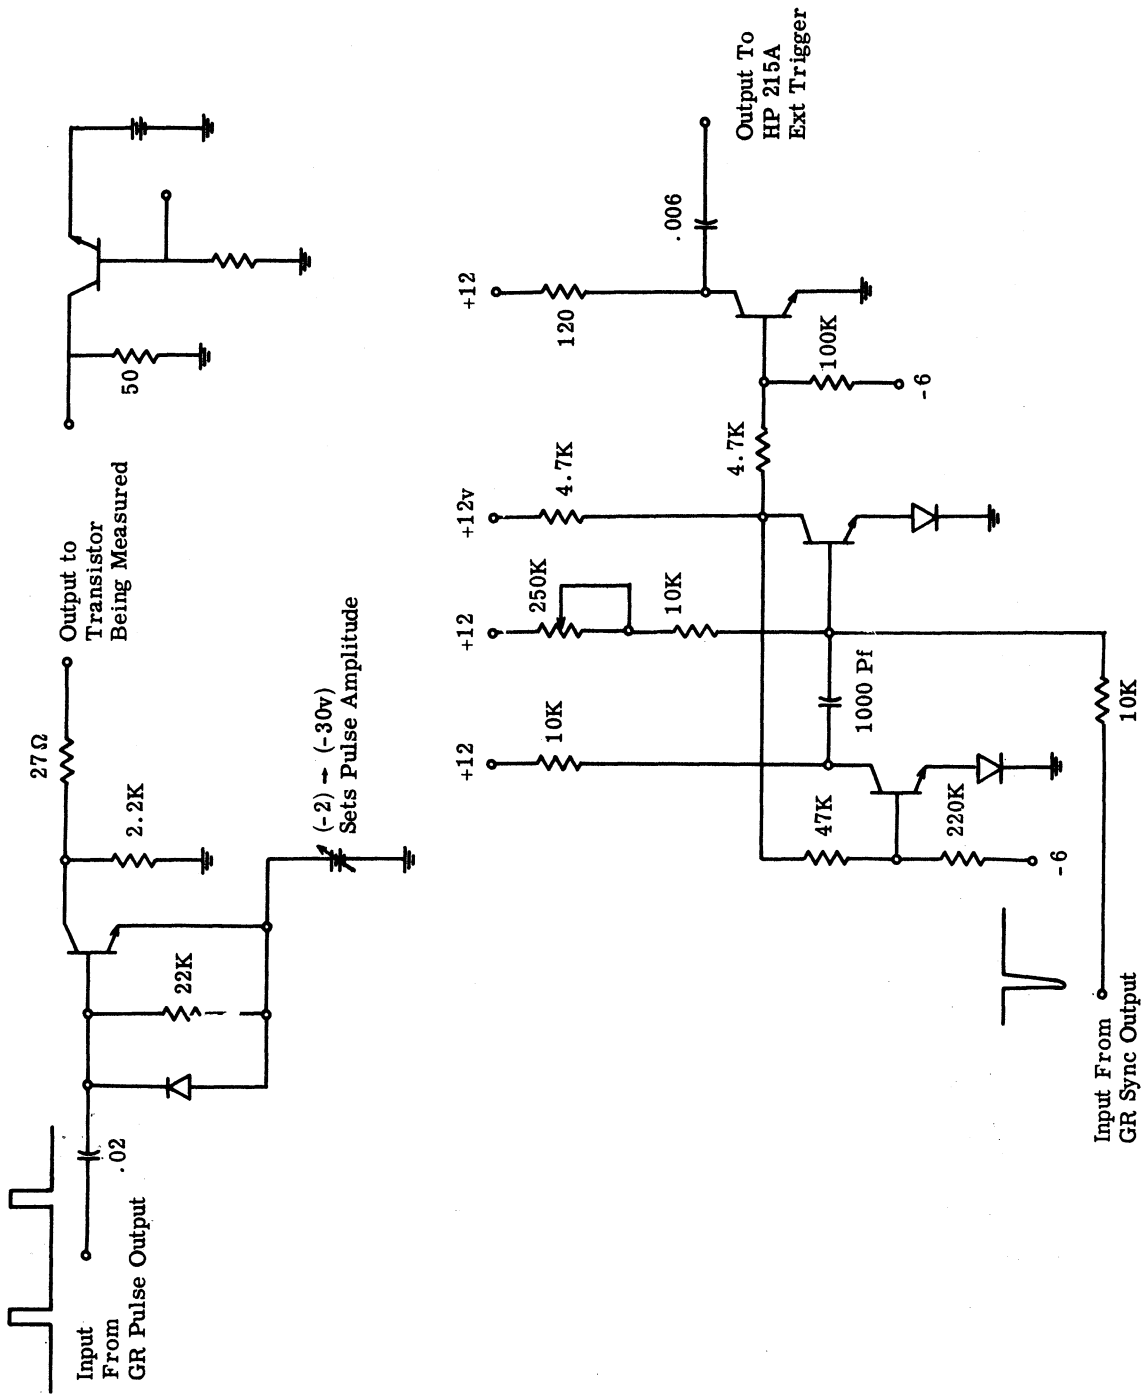 Input
From
GR Pulse Output
.02
22K
2.2K
27Ω
Output to
Transistor
Being Measured
(-2) → (-30v)
Sets Pulse Amplitude
50
Input From
GR Sync Output
10K
-6
220K
47K
+12
10K
1000 Pf
+12
250K
10K
+12v
4.7K
4.7K
100K
-6
+12
120
.006
Output To
HP 215A
Ext Trigger